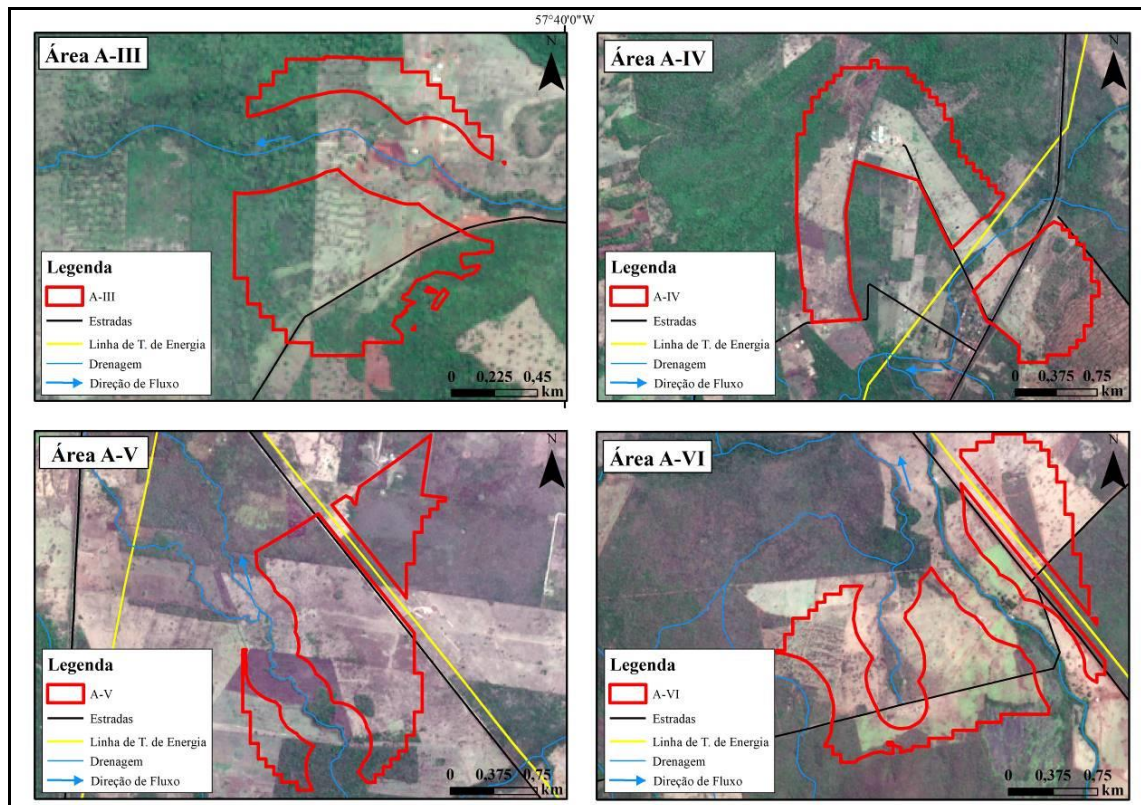 57°40'0"W
Área A-III
N
Legenda
A-III
Estradas
Linha de T. de Energia
Drenagem
Direção de Fluxo
0 0,225 0,45
km
Área A-IV
N
Legenda
A-IV
Estradas
Linha de T. de Energia
Drenagem
Direção de Fluxo
0 0,375 0,75
km
Área A-V
N
Legenda
A-V
Estradas
Linha de T. de Energia
Drenagem
Direção de Fluxo
0 0,375 0,75
km
Área A-VI
N
Legenda
A-VI
Estradas
Linha de T. de Energia
Drenagem
Direção de Fluxo
0 0,375 0,75
km